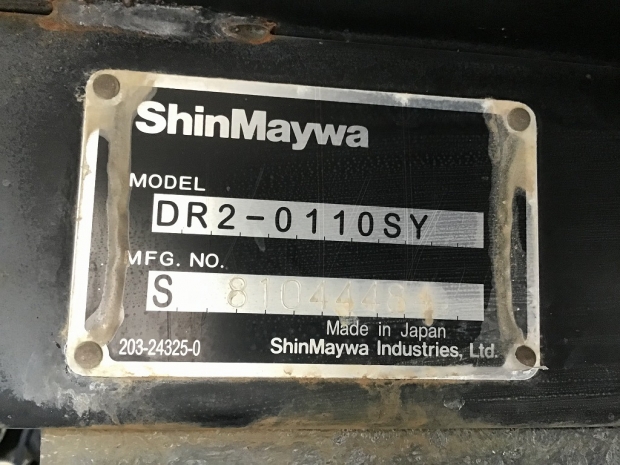 ShinMaywa
MODEL
DR2-0110SY
MFG. NO.
S
Made in Japan
203-24325-0
ShinMaywa Industries, Ltd.